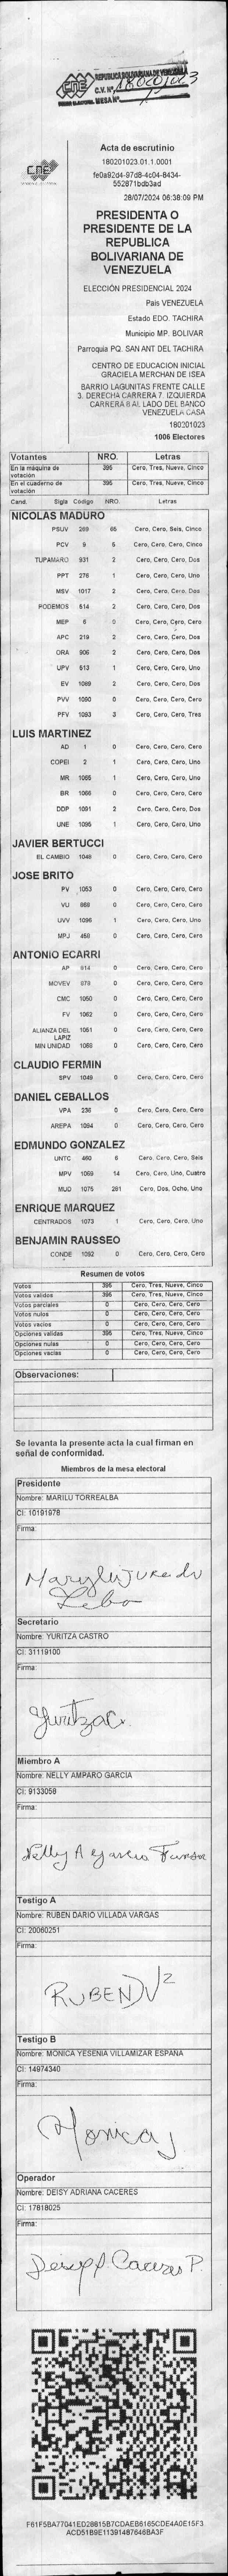 CNE
REPUBLICA BOLIVARIANA DE VENEZUELA
C.V. Nº 180201023
PODER ELECTORAL MESA Nº 1
CNE
Acta de escrutinio
180201023.01.1.0001
fe0a92d4-97d8-4c04-8434-
552871bdb3ad
28/07/2024 06:38:09 PM
PRESIDENTA O
PRESIDENTE DE LA
REPUBLICA
BOLIVARIANA DE
VENEZUELA
ELECCIÓN PRESIDENCIAL 2024
País VENEZUELA
Estado EDO. TACHIRA
Municipio MP. BOLIVAR
Parroquia PQ. SAN ANT DEL TACHIRA
CENTRO DE EDUCACION INICIAL
GRACIELA MERCHAN DE ISEA
BARRIO LAGUNITAS FRENTE CALLE
3. DERECHA CARRERA 7. IZQUIERDA
CARRERA 8 AL LADO DEL BANCO
VENEZUELA CASA
180201023
1006 Electores
Votantes NRO. Letras
En la máquina de votación 395 Cero, Tres, Nueve, Cinco
En el cuaderno de votación 395 Cero, Tres, Nueve, Cinco
Cand. Sigla Código NRO. Letras
NICOLAS MADURO
PSUV 269 65 Cero, Cero, Seis, Cinco
PCV 9 5 Cero, Cero, Cero, Cinco
TUPAMARO 931 2 Cero, Cero, Cero, Dos
PPT 276 1 Cero, Cero, Cero, Uno
MSV 1017 2 Cero, Cero, Cero, Dos
PODEMOS 514 2 Cero, Cero, Cero, Dos
MEP 6 0 Cero, Cero, Cero, Cero
APC 219 2 Cero, Cero, Cero, Dos
ORA 906 2 Cero, Cero, Cero, Dos
UPV 513 1 Cero, Cero, Cero, Uno
EV 1089 2 Cero, Cero, Cero, Dos
PVV 1090 0 Cero, Cero, Cero, Cero
PFV 1093 3 Cero, Cero, Cero, Tres
LUIS MARTINEZ
AD 1 0 Cero, Cero, Cero, Cero
COPEI 2 1 Cero, Cero, Cero, Uno
MR 1065 1 Cero, Cero, Cero, Uno
BR 1066 0 Cero, Cero, Cero, Cero
DDP 1091 2 Cero, Cero, Cero, Dos
UNE 1095 1 Cero, Cero, Cero, Uno
JAVIER BERTUCCI
EL CAMBIO 1048 0 Cero, Cero, Cero, Cero
JOSE BRITO
PV 1053 0 Cero, Cero, Cero, Cero
VU 868 0 Cero, Cero, Cero, Cero
UVV 1096 1 Cero, Cero, Cero, Uno
MPJ 458 0 Cero, Cero, Cero, Cero
ANTONIO ECARRI
AP 814 0 Cero, Cero, Cero, Cero
MOVEV 878 0 Cero, Cero, Cero, Cero
CMC 1050 0 Cero, Cero, Cero, Cero
FV 1062 0 Cero, Cero, Cero, Cero
ALIANZA DEL LAPIZ 1051 0 Cero, Cero, Cero, Cero
MIN UNIDAD 1069 0 Cero, Cero, Cero, Cero
CLAUDIO FERMIN
SPV 1049 0 Cero, Cero, Cero, Cero
DANIEL CEBALLOS
VPA 236 0 Cero, Cero, Cero, Cero
AREPA 1094 0 Cero, Cero, Cero, Cero
EDMUNDO GONZALEZ
UNTC 460 6 Cero, Cero, Cero, Seis
MPV 1069 14 Cero, Cero, Uno, Cuatro
MUD 1075 281 Cero, Dos, Ocho, Uno
ENRIQUE MARQUEZ
CENTRADOS 1073 1 Cero, Cero, Cero, Uno
BENJAMIN RAUSSEO
CONDE 1092 0 Cero, Cero, Cero, Cero
Resumen de votos
Votos 395 Cero, Tres, Nueve, Cinco
Votos validos 395 Cero, Tres, Nueve, Cinco
Votos parciales 0 Cero, Cero, Cero, Cero
Votos nulos 0 Cero, Cero, Cero, Cero
Votos vacios 0 Cero, Cero, Cero, Cero
Opciones validas 395 Cero, Tres, Nueve, Cinco
Opciones nulas 0 Cero, Cero, Cero, Cero
Opciones vacias 0 Cero, Cero, Cero, Cero
Observaciones:
Se levanta la presente acta la cual firman en
señal de conformidad.
Miembros de la mesa electoral
Presidente
Nombre: MARILU TORREALBA
CI: 10191978
Firma:
Secretario
Nombre: YURITZA CASTRO
CI: 31119100
Firma:
Yuritza C.
Miembro A
Nombre: NELLY AMPARO GARCIA
CI: 9133058
Firma:
Nelly A
Testigo A
Nombre: RUBEN DARIO VILLADA VARGAS
CI: 20060251
Firma:
RUBEN DV
Testigo B
Nombre: MONICA YESENIA VILLAMIZAR ESPAÑA
CI: 14974340
Firma:
Monica
Operador
Nombre: DEISY ADRIANA CACERES
CI: 17818025
Firma:
Deisy Caceres P.
F61F5BA77041ED28815B7CDAEB6165CDE4A0E15F3
ACD51B9E11391487646BA3F